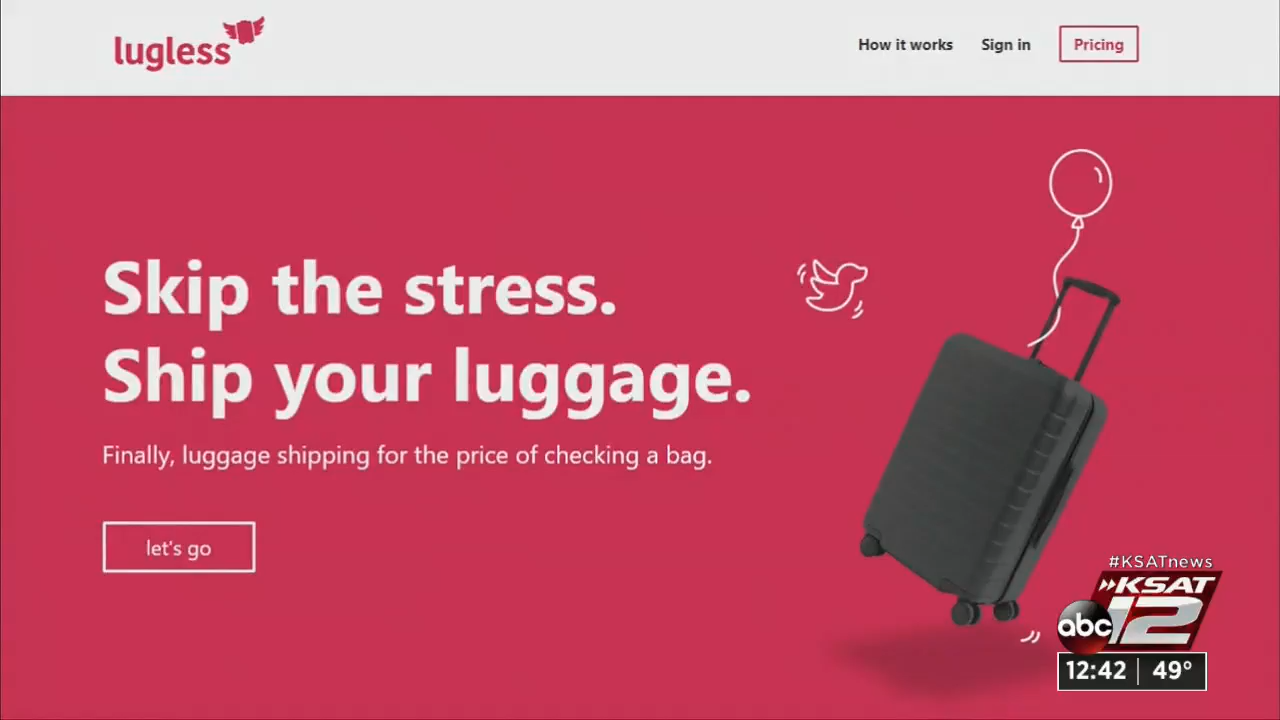 lugless
How it works
Sign in
Pricing
Skip the stress.
Ship your luggage.
Finally, luggage shipping for the price of checking a bag.
let's go
#KSATnews
KSAT
abc 12
12:42 49°